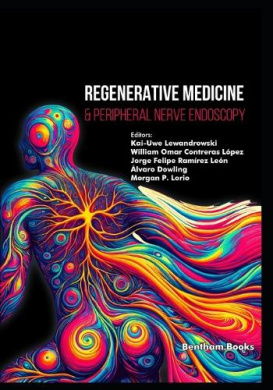 REGENERATIVE MEDICINE
& PERIPHERAL NERVE ENDOSCOPY
Editors:
Kai-Uwe Lewandrowski
William Omar Contreras López
Jorge Felipe Ramírez León
Álvaro Dowling
Morgan P. Lorio
Bentham Books